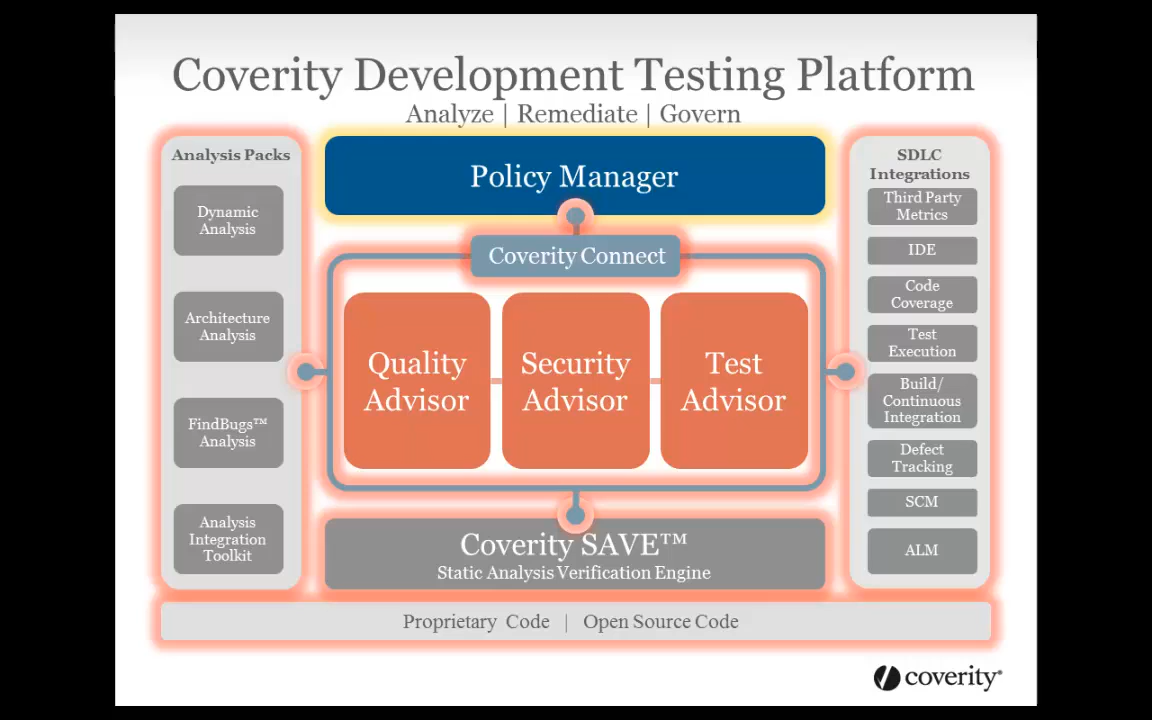 Coverity Development Testing Platform
Analyze | Remediate | Govern
Analysis Packs
Dynamic
Analysis
Architecture
Analysis
FindBugs™
Analysis
Analysis
Integration
Toolkit
Policy Manager
Coverity Connect
Quality
Advisor
Security
Advisor
Test
Advisor
Coverity SAVE™
Static Analysis Verification Engine
SDLC
Integrations
Third Party
Metrics
IDE
Code
Coverage
Test
Execution
Build/
Continuous
Integration
Defect
Tracking
SCM
ALM
Proprietary Code | Open Source Code
coverity®